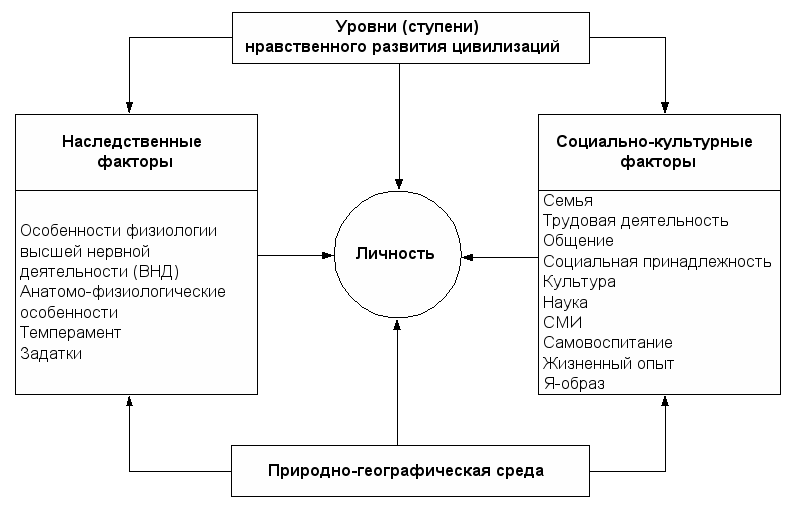 Уровни (ступени)
нравственного развития цивилизаций
Наследственные
факторы
Особенности физиологии
высшей нервной
деятельности (ВНД)
Анатомо-физиологические
особенности
Темперамент
Задатки
Личность
Социально-культурные
факторы
Семья
Трудовая деятельность
Общение
Социальная принадлежность
Культура
Наука
СМИ
Самовоспитание
Жизненный опыт
Я-образ
Природно-географическая среда